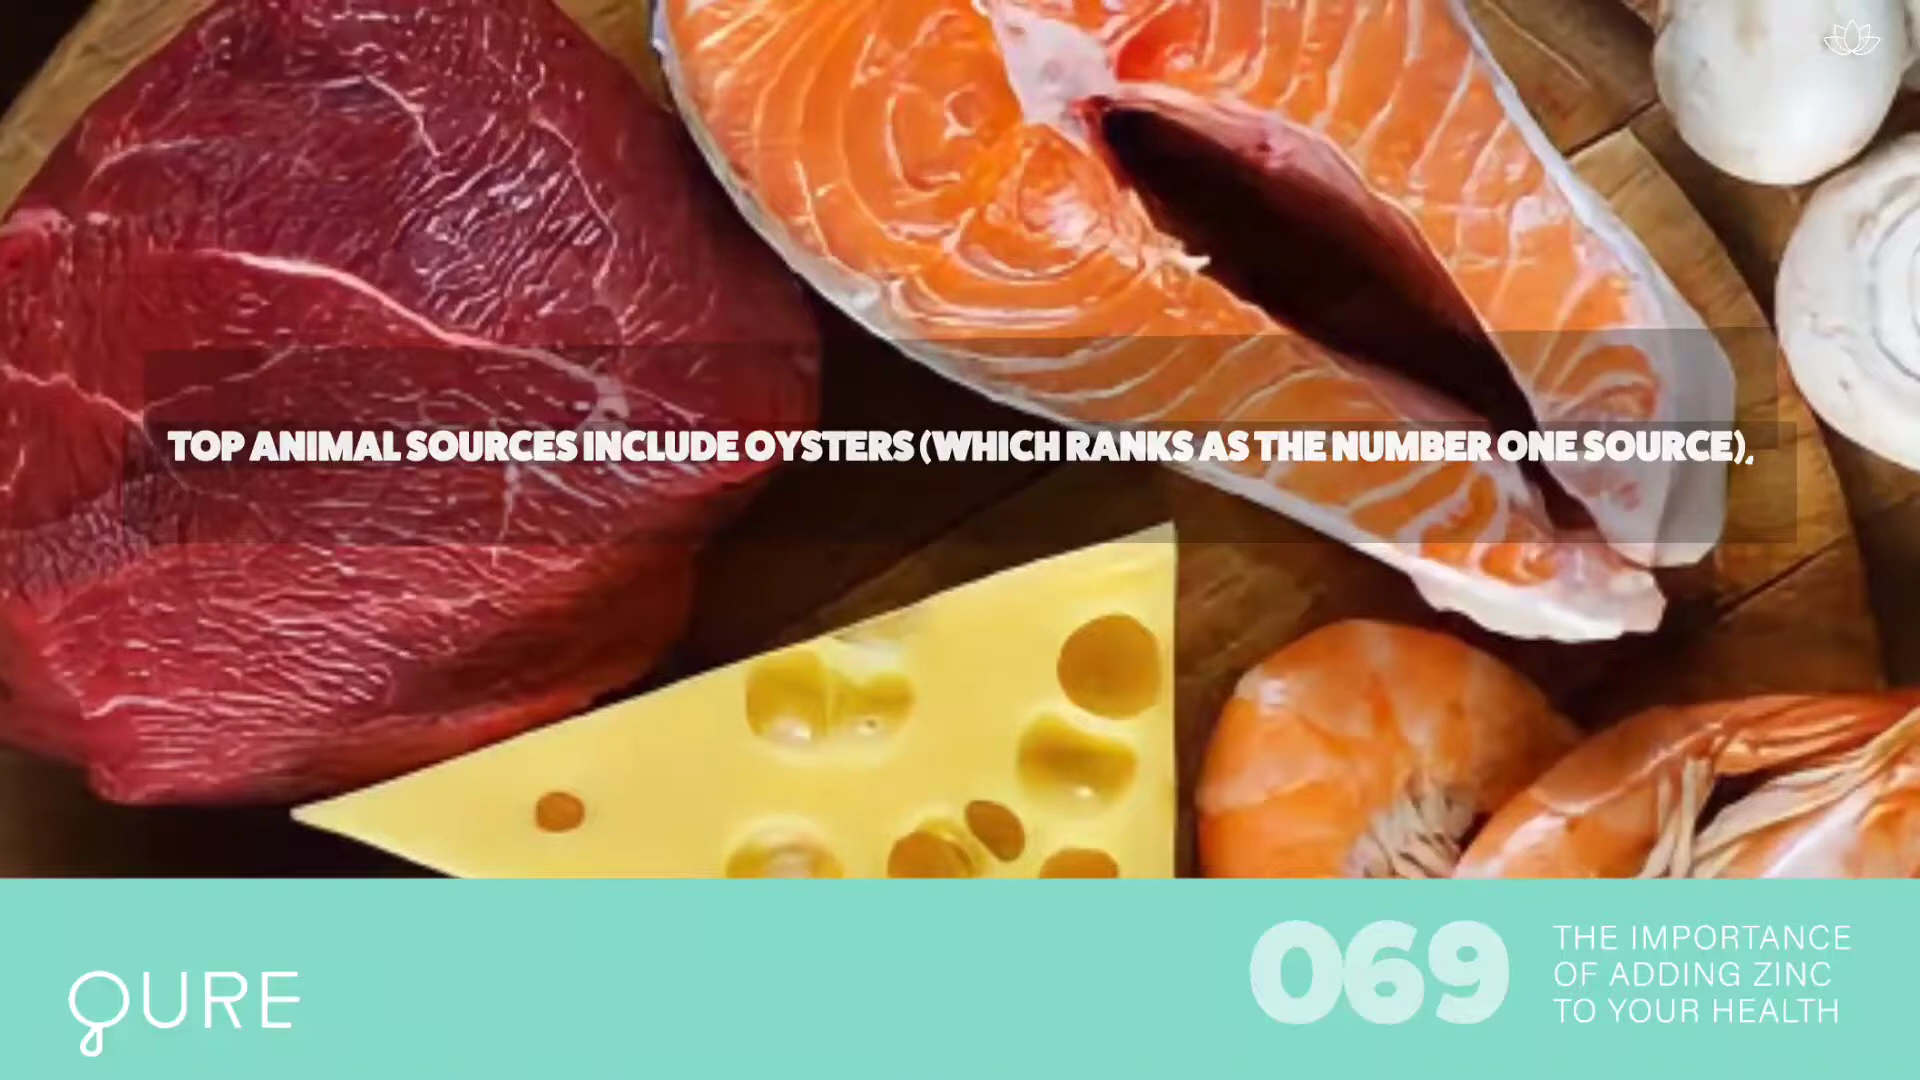 TOP ANIMAL SOURCES INCLUDE OYSTERS (WHICH RANKS AS THE NUMBER ONE SOURCE),
QURE
069
THE IMPORTANCE
OF ADDING ZINC
TO YOUR HEALTH